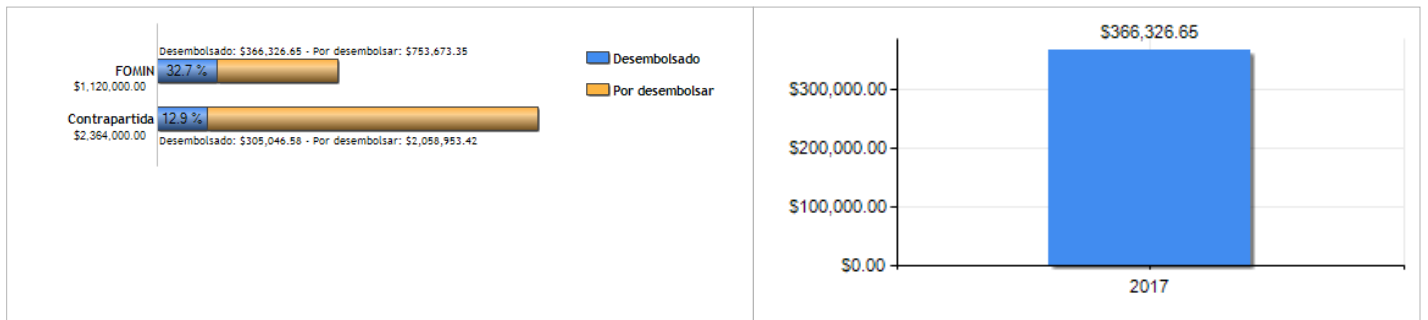 Desembolsado: $366,326.65 - Por desembolsar: $753,673.35
FOMIN
32.7 %
$1,120,000.00
Contrapartida
12.9 %
$2,364,000.00
Desembolsado: $305,046.58 - Por desembolsar: $2,058,953.42
Desembolsado
Por desembolsar
$366,326.65
$300,000.00
$200,000.00
$100,000.00
$0.00
2017